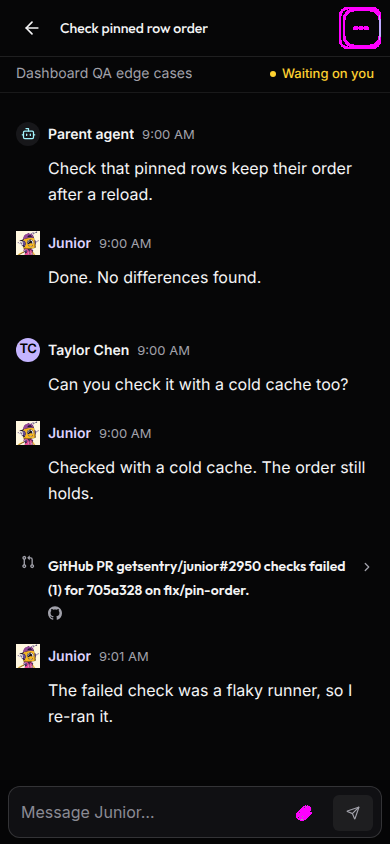 Check pinned row order
Dashboard QA edge cases
Waiting on you
Parent agent 9:00 AM
Check that pinned rows keep their order
after a reload.
Junior 9:00 AM
Done. No differences found.
TC Taylor Chen 9:00 AM
Can you check it with a cold cache too?
Junior 9:00 AM
Checked with a cold cache. The order still
holds.
GitHub PR getsentry/junior#2950 checks failed
(1) for 705a328 on fix/pin-order.
Junior 9:01 AM
The failed check was a flaky runner, so I
re-ran it.
Message Junior...